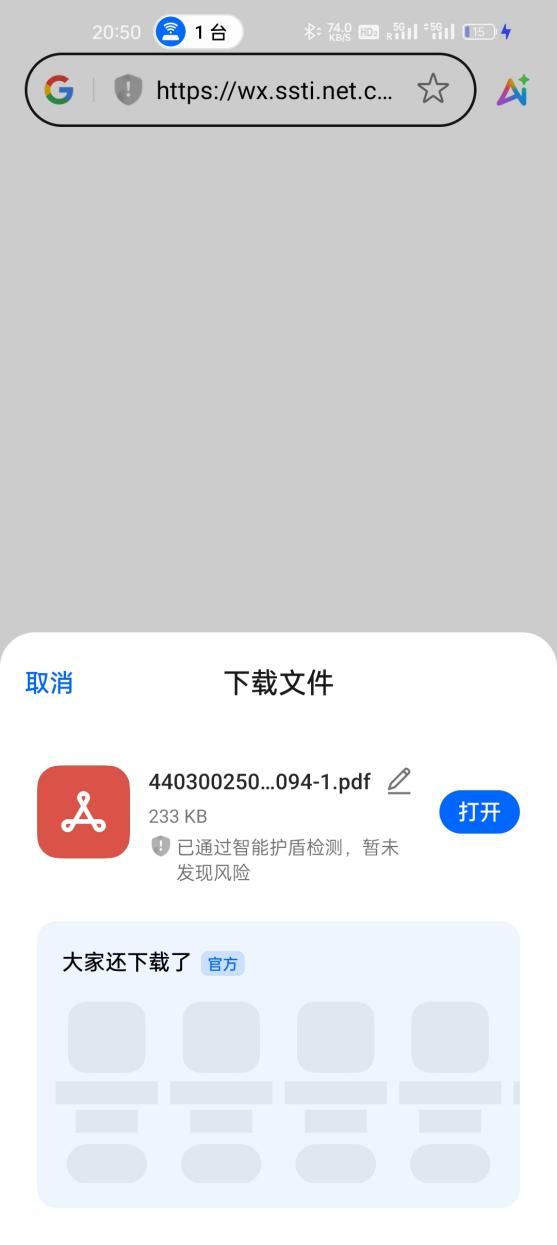 20:50
1 台
74.0
KB/S
HD₂
R 5G
5G
15
https://wx.ssti.net.c...
取消
下载文件
440300250...094-1.pdf
233 KB
打开
已通过智能护盾检测，暂未
发现风险
大家还下载了
官方